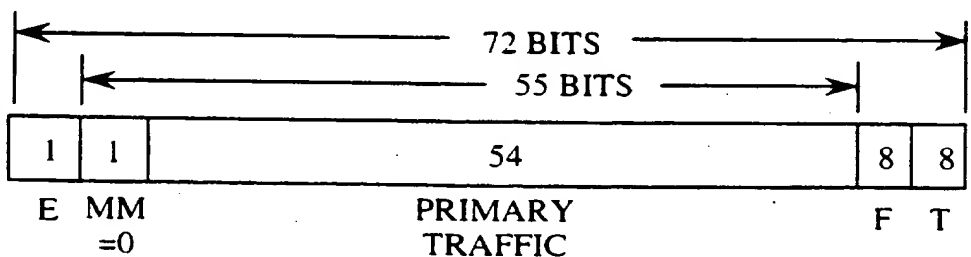 72 BITS
55 BITS
1 1 54 8 8
E MM =0 PRIMARY TRAFFIC F T